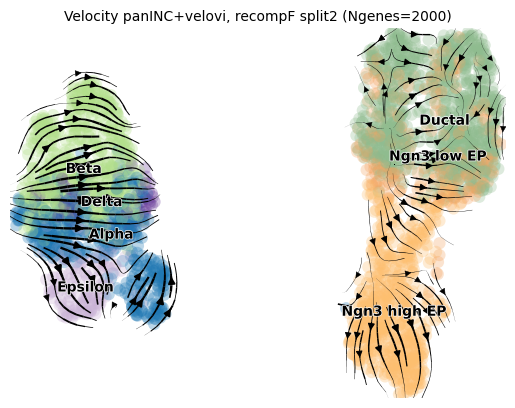 Velocity panINC+velovi, recompF split2 (Ngenes=2000)
Ductal
Ngn3 low EP
Beta
Delta
Alpha
Epsilon
Ngn3 high EP